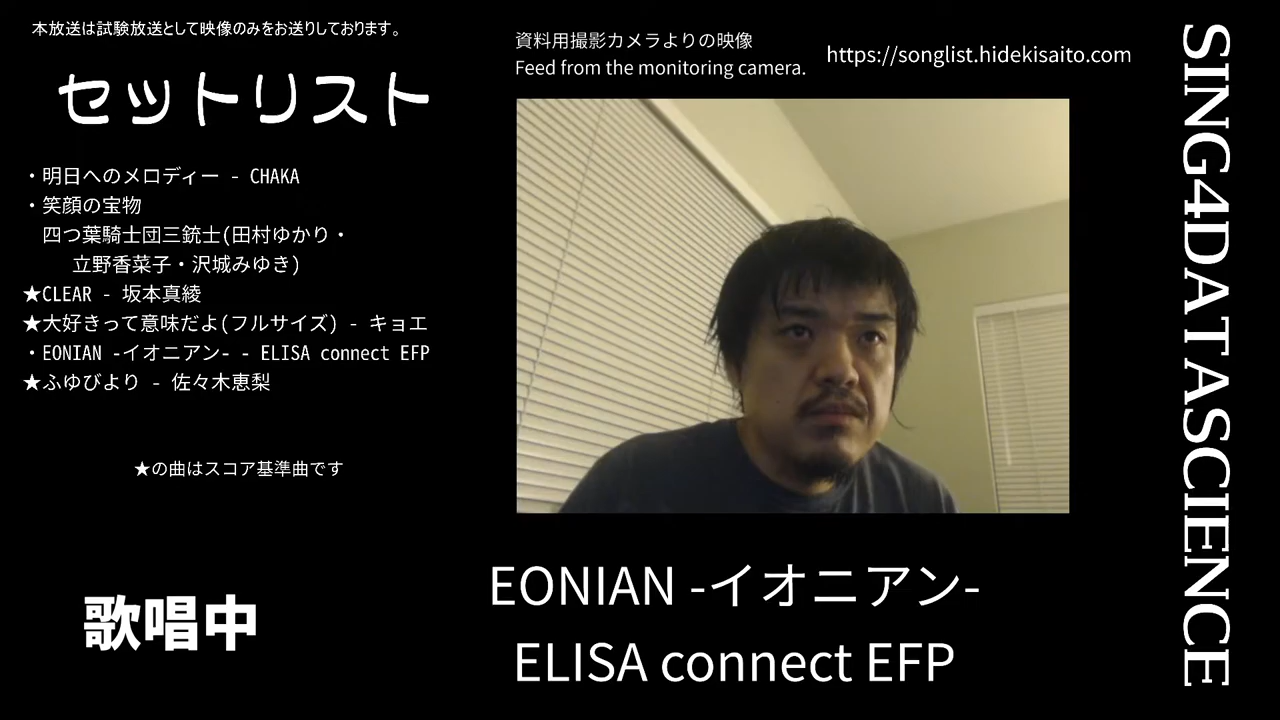 本放送は試験放送として映像のみをお送りしております。
セットリスト
・明日へのメロディー - CHAKA
・笑顔の宝物
四つ葉騎士団三銃士(田村ゆかり・
立野香菜子・沢城みゆき)
★CLEAR - 坂本真綾
★大好きって意味だよ(フルサイズ) - キョエ
・EONIAN -イオニアン- - ELISA connect EFP
★ふゆびより - 佐々木恵梨
★の曲はスコア基準曲です
歌唱中
資料用撮影カメラよりの映像
Feed from the monitoring camera.
https://songlist.hidekisaito.com
EONIAN -イオニアン-
ELISA connect EFP
SING4DATASCIENCE